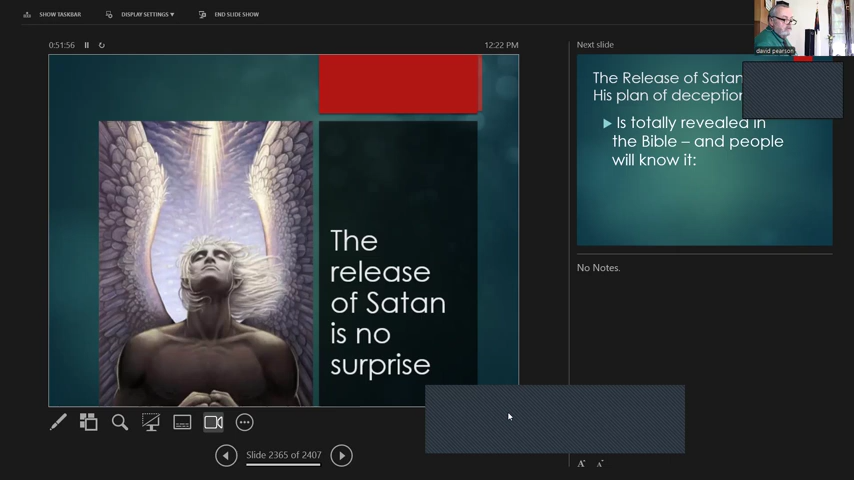 SHOW TASKBAR
DISPLAY SETTINGS
END SLIDE SHOW
0:51:56
12:22 PM
The
release
of Satan
is no
surprise
Slide 2365 of 2407
Next slide
The Release of Satan
His plan of deception
Is totally revealed in
the Bible – and people
will know it:
No Notes.
david pearson